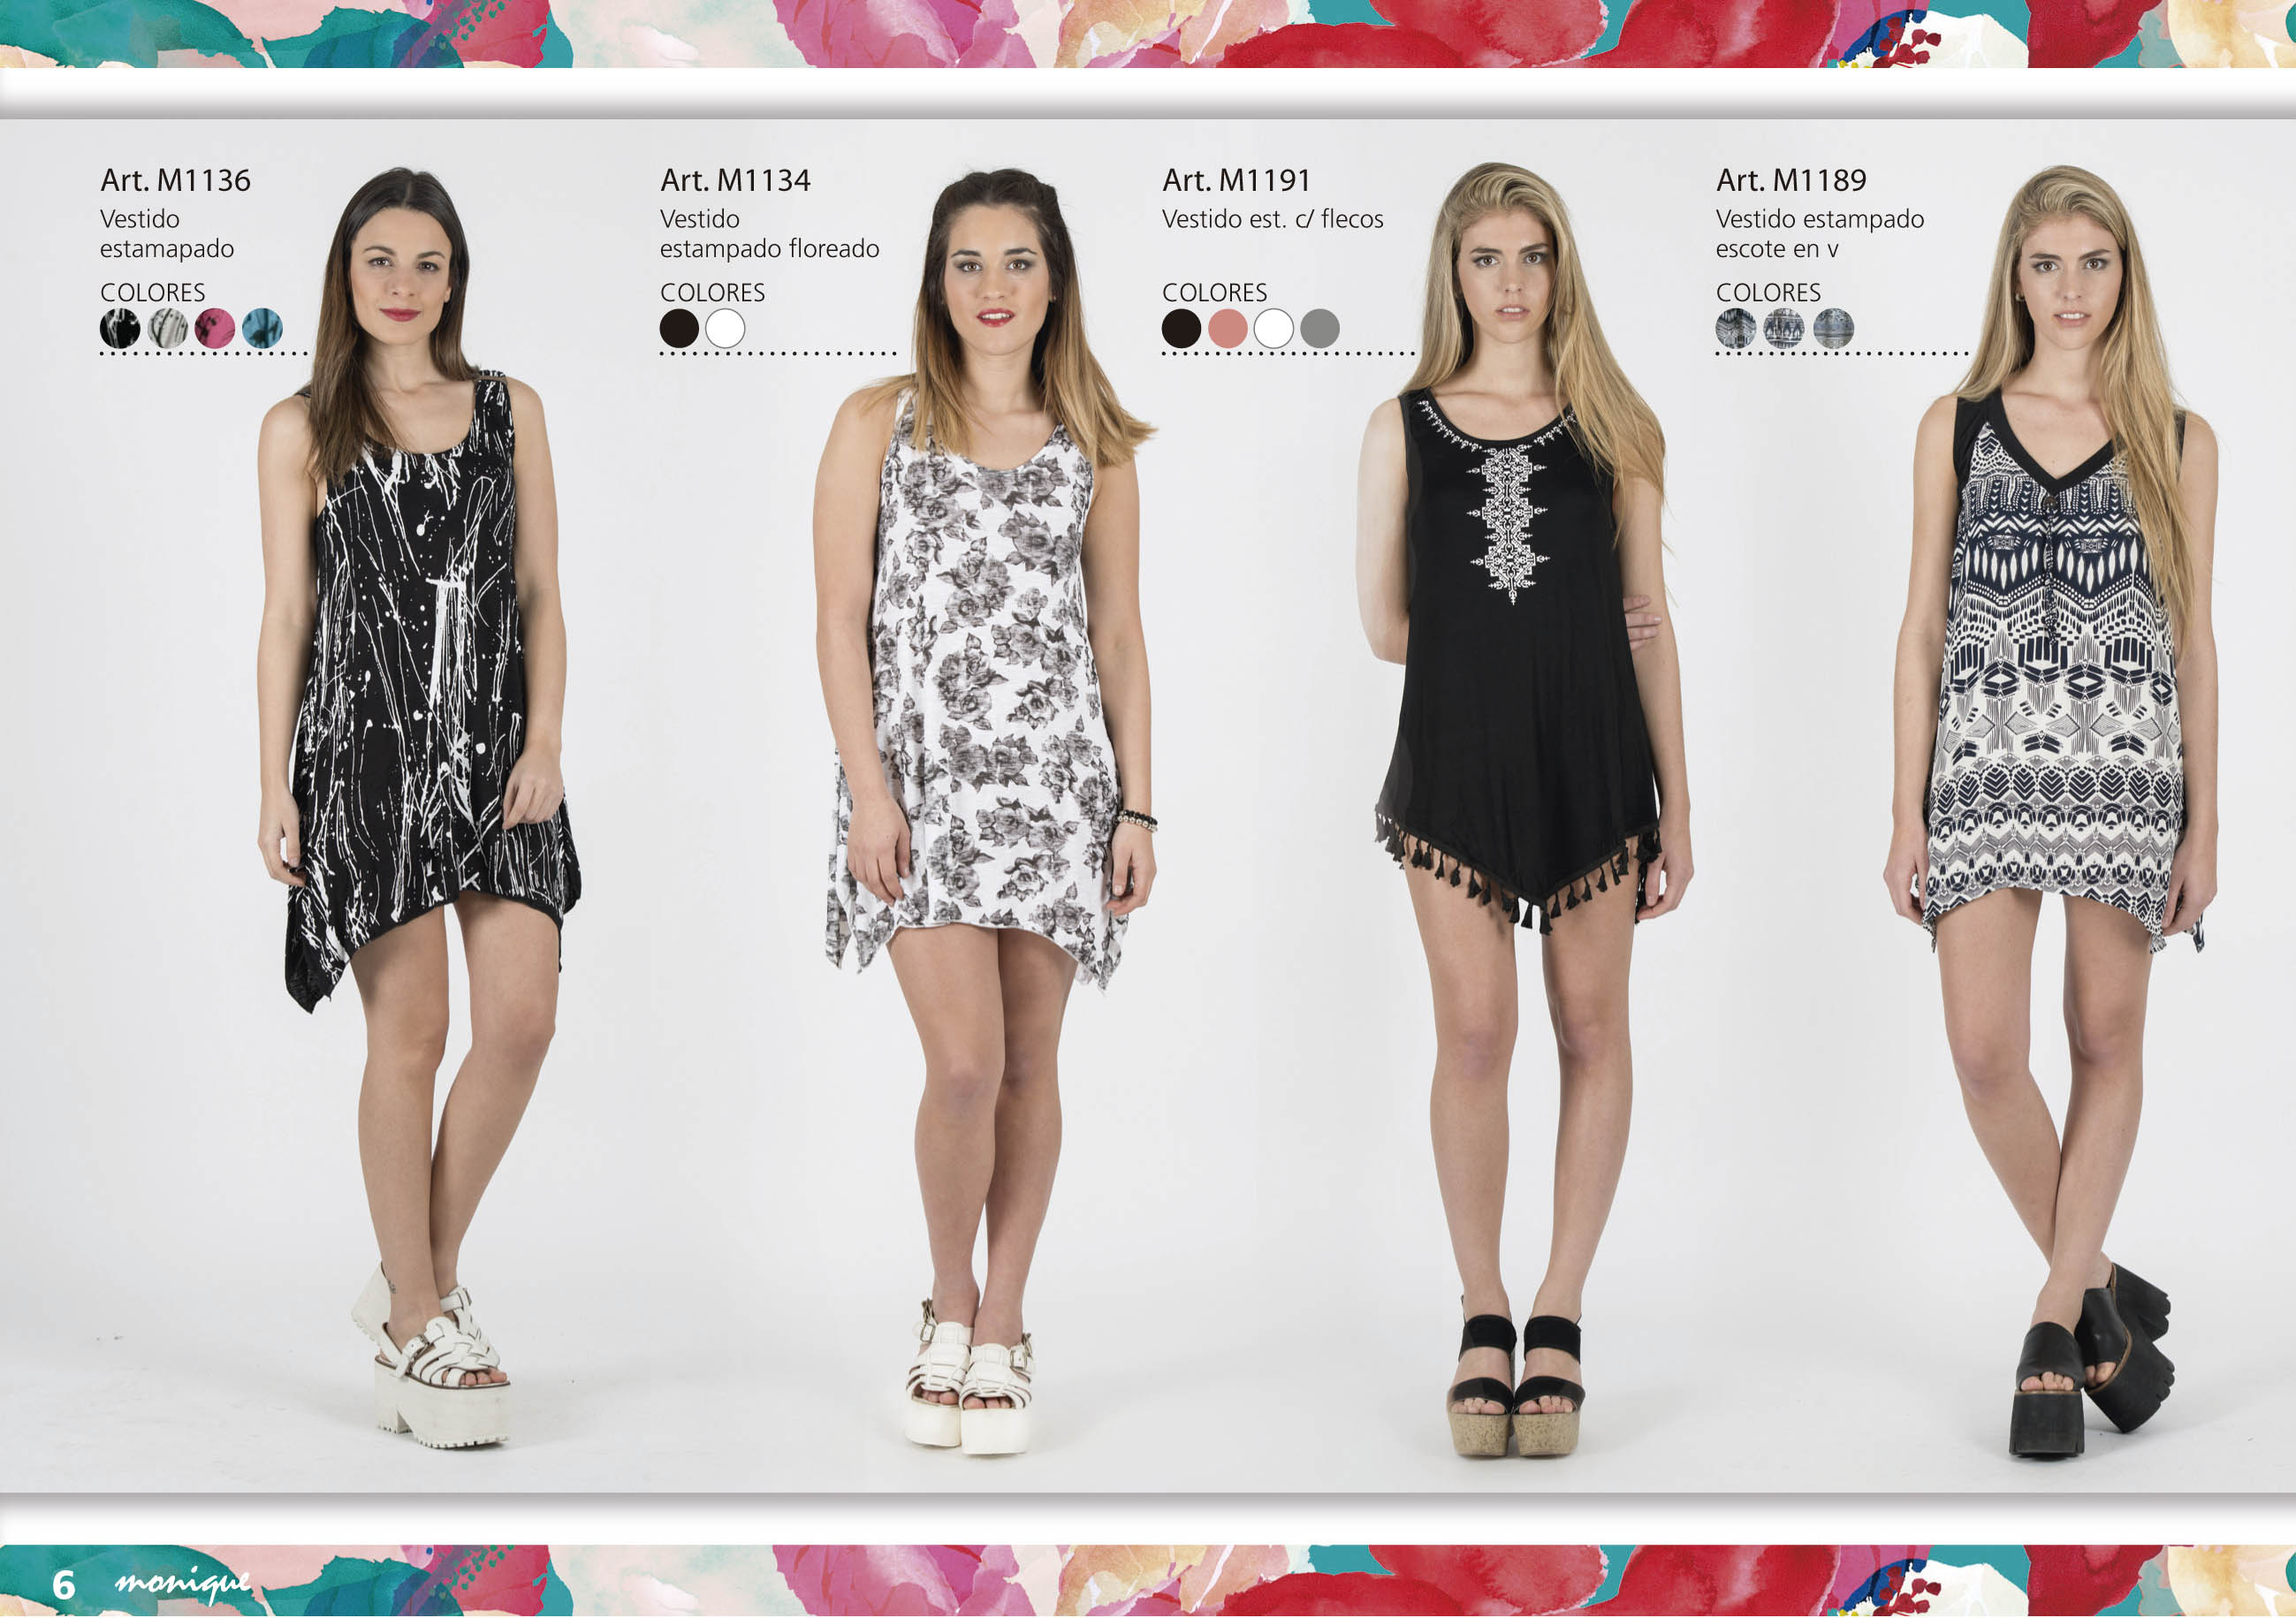 Art. M1136
Vestido
estamapado
COLORES
Art. M1134
Vestido
estampado floreado
COLORES
Art. M1191
Vestido est. c/ flecos
COLORES
Art. M1189
Vestido estampado
escote en v
COLORES
6 monique